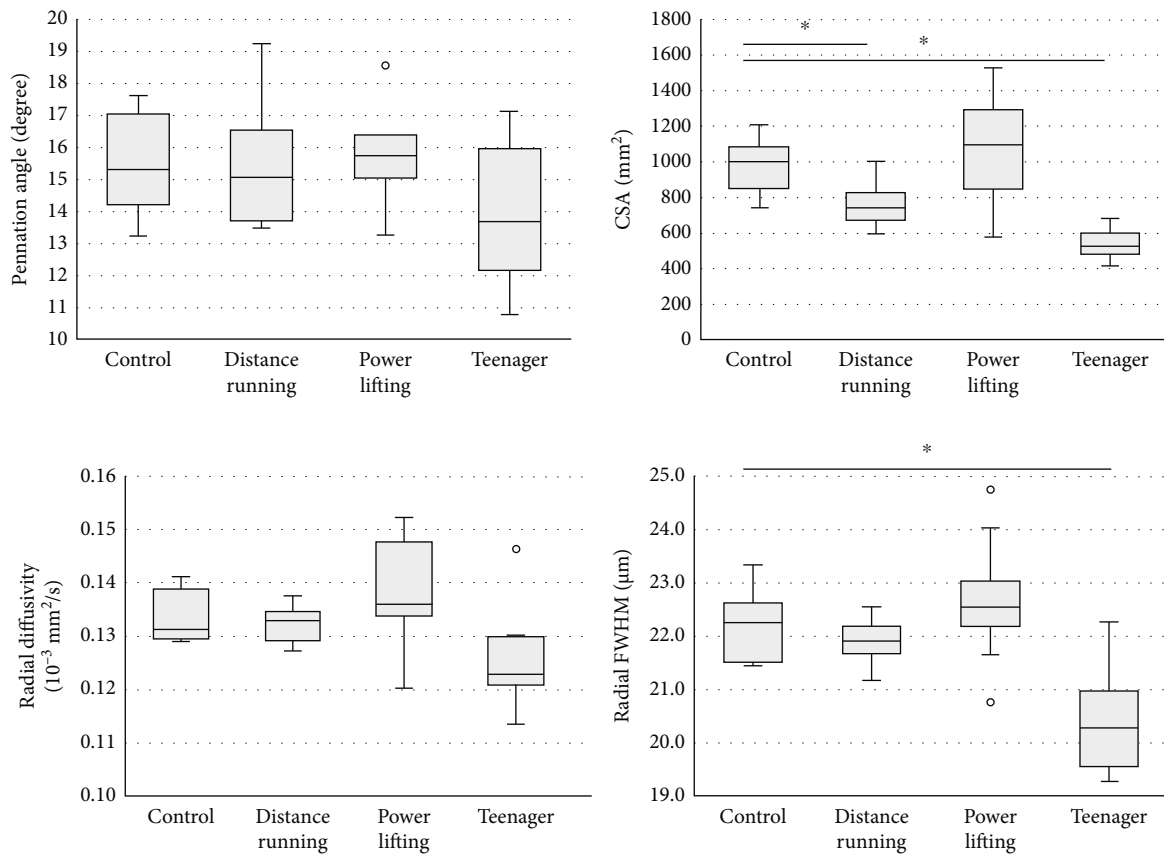 Pennation angle (degree)
20
19
18
17
16
15
14
13
12
11
10
Control
Distance
running
Power
lifting
Teenager
CSA (mm²)
1800
1600
1400
1200
1000
800
600
400
200
0
*
*
Control
Distance
running
Power
lifting
Teenager
Radial diffusivity
(10⁻³ mm²/s)
0.16
0.15
0.14
0.13
0.12
0.11
0.10
Control
Distance
running
Power
lifting
Teenager
Radial FWHM (μm)
25.0
24.0
23.0
22.0
21.0
20.0
19.0
*
Control
Distance
running
Power
lifting
Teenager